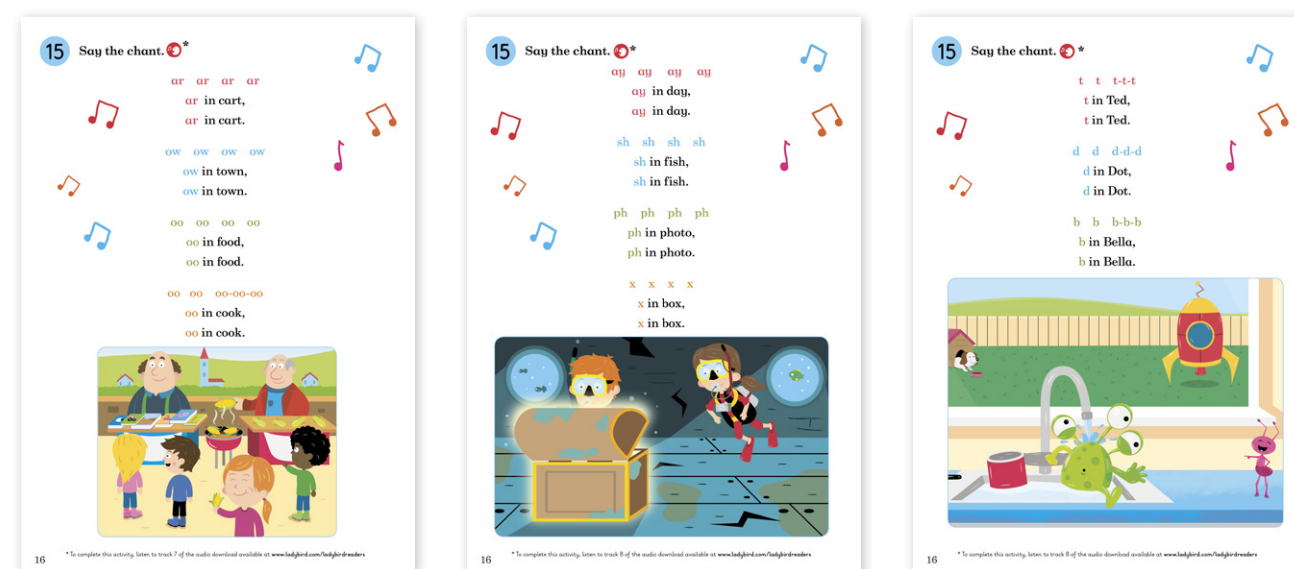 15 Say the chant. *
ar ar ar ar
ar in cart,
ar in cart.
ow ow ow ow
ow in town,
ow in town.
oo oo oo oo
oo in food,
oo in food.
oo oo oo-oo-oo
oo in cook,
oo in cook.
* To complete this activity, listen to track 7 of the audio download available at www.ladybird.com/ladybirdreaders
16
15 Say the chant. *
ay ay ay ay
ay in day,
ay in day.
sh sh sh sh
sh in fish,
sh in fish.
ph ph ph ph
ph in photo,
ph in photo.
x x x x
x in box,
x in box.
* To complete this activity, listen to track 8 of the audio download available at www.ladybird.com/ladybirdreaders
16
15 Say the chant. *
t t t-t-t
t in Ted,
t in Ted.
d d d-d-d
d in Dot,
d in Dot.
b b b-b-b
b in Bella,
b in Bella.
* To complete this activity, listen to track 8 of the audio download available at www.ladybird.com/ladybirdreaders
16